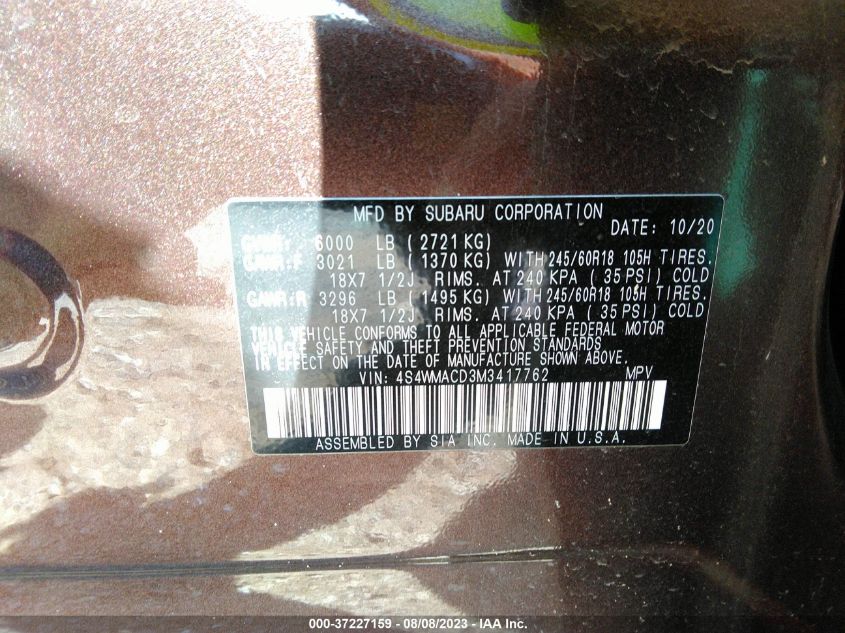 MFD BY SUBARU CORPORATION
DATE: 10/20
GVWR: 6000 LB ( 2721 KG)
GAWR:F 3021 LB ( 1370 KG) WITH 245/60R18 105H TIRES.
18X7 1/2J RIMS. AT 240 KPA ( 35 PSI) COLD
GAWR:R 3296 LB ( 1495 KG) WITH 245/60R18 105H TIRES.
18X7 1/2J RIMS. AT 240 KPA ( 35 PSI) COLD
THIS VEHICLE CONFORMS TO ALL APPLICABLE FEDERAL MOTOR
VEHICLE SAFETY AND THEFT PREVENTION STANDARDS
IN EFFECT ON THE DATE OF MANUFACTURE SHOWN ABOVE.
VIN: 4S4WMACD3M3417762 MPV
ASSEMBLED BY SIA INC. MADE IN U.S.A.
000-37227159 - 08/08/2023 - IAA Inc.